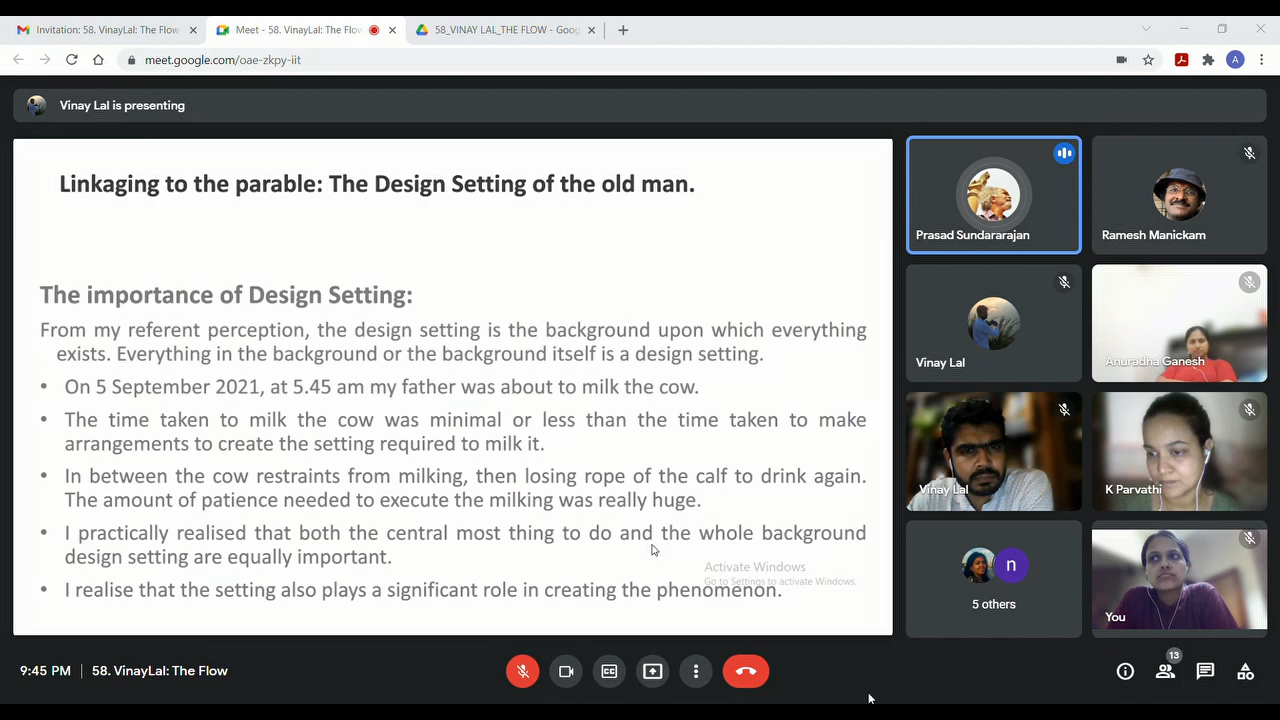 Invitation: 58. VinayLal: The Flow
Meet - 58. VinayLal: The Flow
58_VINAY LAL_THE FLOW - Goog
meet.google.com/oae-zkpy-iit
A
Vinay Lal is presenting
Linkaging to the parable: The Design Setting of the old man.
The importance of Design Setting:
From my referent perception, the design setting is the background upon which everything
exists. Everything in the background or the background itself is a design setting.
• On 5 September 2021, at 5.45 am my father was about to milk the cow.
• The time taken to milk the cow was minimal or less than the time taken to make
arrangements to create the setting required to milk it.
• In between the cow restraints from milking, then losing rope of the calf to drink again.
The amount of patience needed to execute the milking was really huge.
• I practically realised that both the central most thing to do and the whole background
design setting are equally important.
• I realise that the setting also plays a significant role in creating the phenomenon.
Activate Windows
Go to Settings to activate Windows.
Prasad Sundararajan
Ramesh Manickam
Vinay Lal
Anuradha Ganesh
Vinay Lal
K Parvathi
n
5 others
You
9:45 PM | 58. VinayLal: The Flow
CC
13